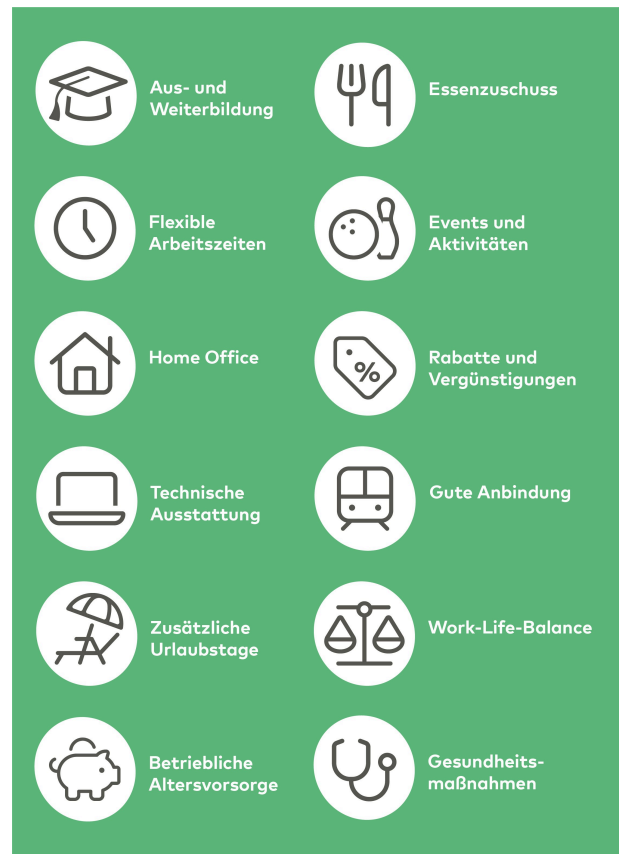 Aus- und
Weiterbildung
Essenzuschuss
Flexible
Arbeitszeiten
Events und
Aktivitäten
Home Office
Rabatte und
Vergünstigungen
%
Technische
Ausstattung
Gute Anbindung
Zusätzliche
Urlaubstage
Work-Life-Balance
Betriebliche
Altersvorsorge
Gesundheits-
maßnahmen